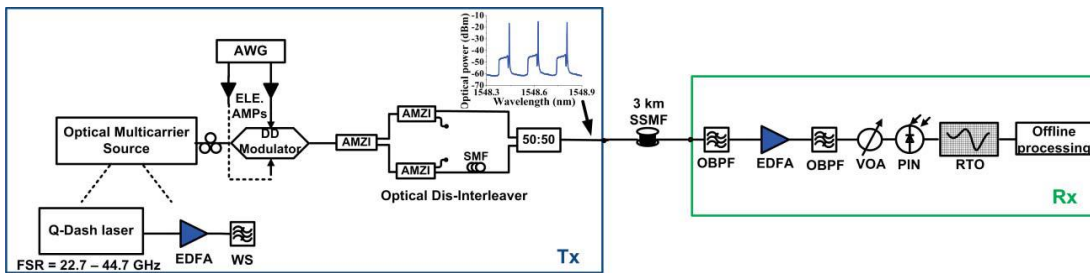 AWG
ELE.
AMPs
Optical Multicarrier
Source
DD
Modulator
AMZI
AMZI
AMZI
SMF
50:50
Optical Dis-Interleaver
Optical power (dBm)
-10
-20
-30
-40
-50
-60
-70
1548.3 1548.6 1548.9
Wavelength (nm)
Q-Dash laser
EDFA
WS
FSR = 22.7 – 44.7 GHz
Tx
3 km
SSMF
OBPF
EDFA
OBPF
VOA
PIN
RTO
Offline
processing
Rx